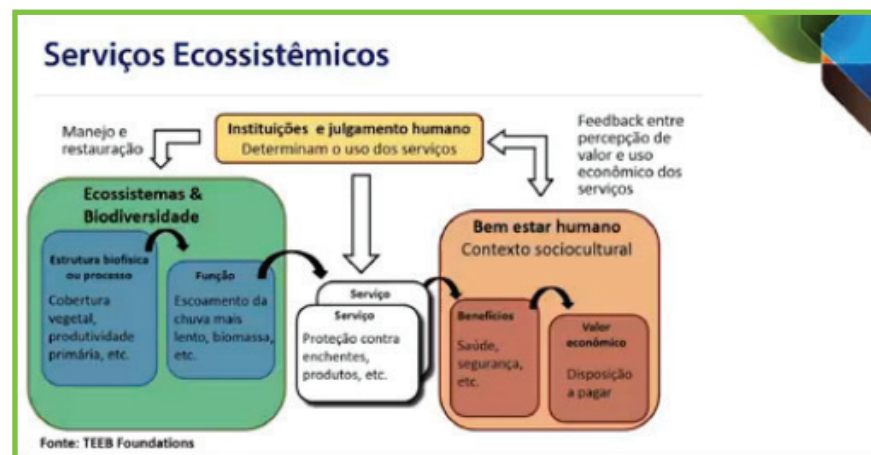 Serviços Ecossistêmicos
Manejo e
restauração
Instituições e julgamento humano
Determinam o uso dos serviços
Feedback entre
percepção de
valor e uso
econômico dos
serviços
Ecossistemas &
Biodiversidade
Estrutura biofísica
ou processo
Cobertura
vegetal,
produtividade
primária, etc.
Função
Escoamento da
chuva mais
lento, biomassa,
etc.
Serviço
Serviço
Proteção contra
enchentes,
produtos, etc.
Bem estar humano
Contexto sociocultural
Benefícios
Saúde,
segurança,
etc.
Valor
econômico
Disposição
a pagar
Fonte: TEEB Foundations